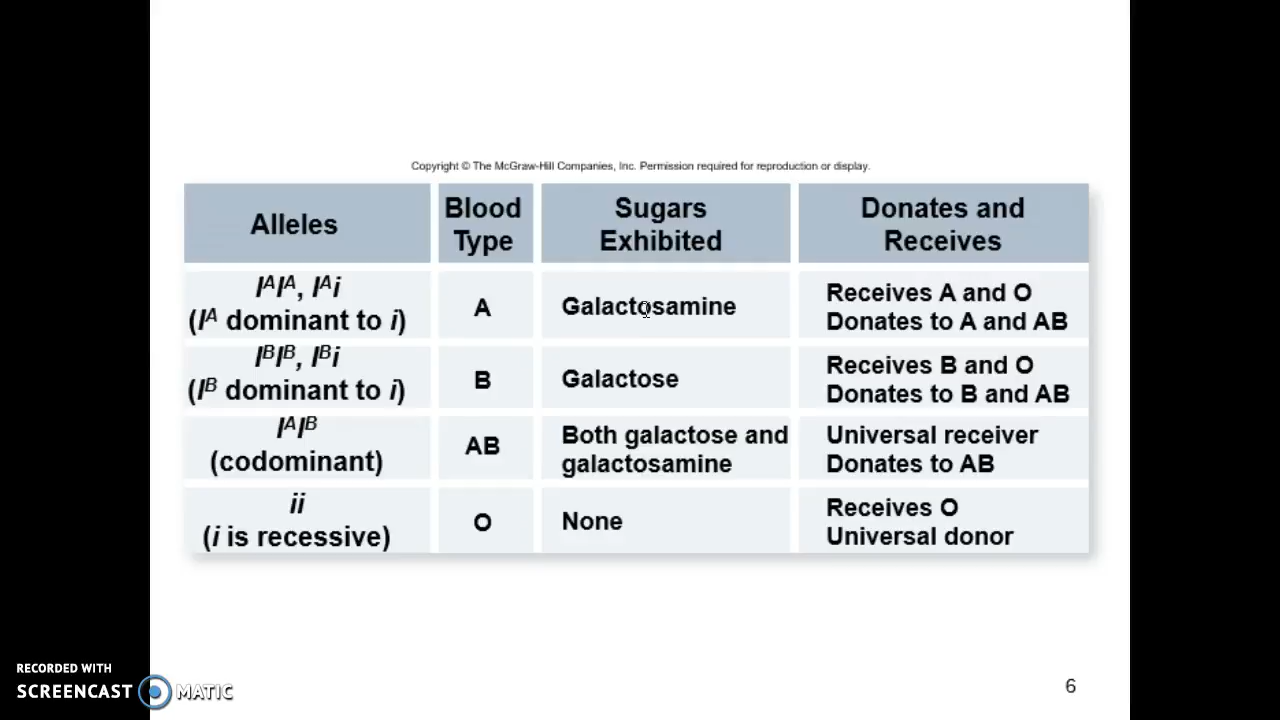 Copyright © The McGraw-Hill Companies, Inc. Permission required for reproduction or display.
Alleles
Blood
Type
Sugars
Exhibited
Donates and
Receives
IAIA, IAi
(IA dominant to i)
A
Galactosamine
Receives A and O
Donates to A and AB
IBIB, IBi
(IB dominant to i)
B
Galactose
Receives B and O
Donates to B and AB
IAIB
(codominant)
AB
Both galactose and
galactosamine
Universal receiver
Donates to AB
ii
(i is recessive)
O
None
Receives O
Universal donor
RECORDED WITH
SCREENCAST MATIC
6